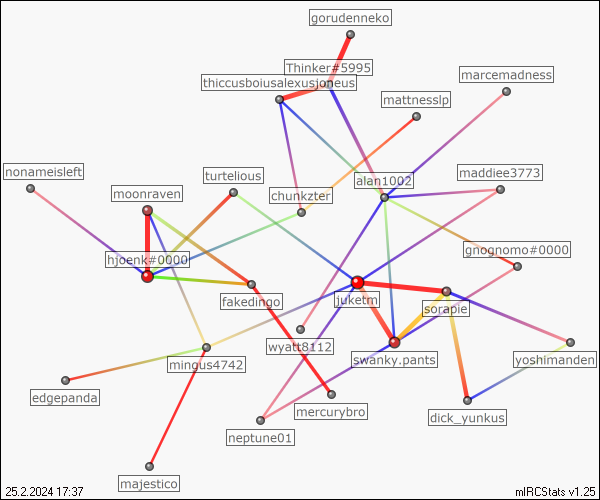 gorudenneko
Thinker#5995
thiccusboiusalexusjoneus
marcemadness
mattnesslp
nonameisleft
turtelious
moonraven
chunkzter
alan1002
maddiee3773
hjoenk#0000
gnognomo#0000
fakedingo
juketm
sorapie
wyatt8112
swanky.pants
yoshimanden
mingus4742
edgepanda
mercurybro
dick_yunkus
neptune01
majestico
25.2.2024 17:37
mIRCStats v1.25